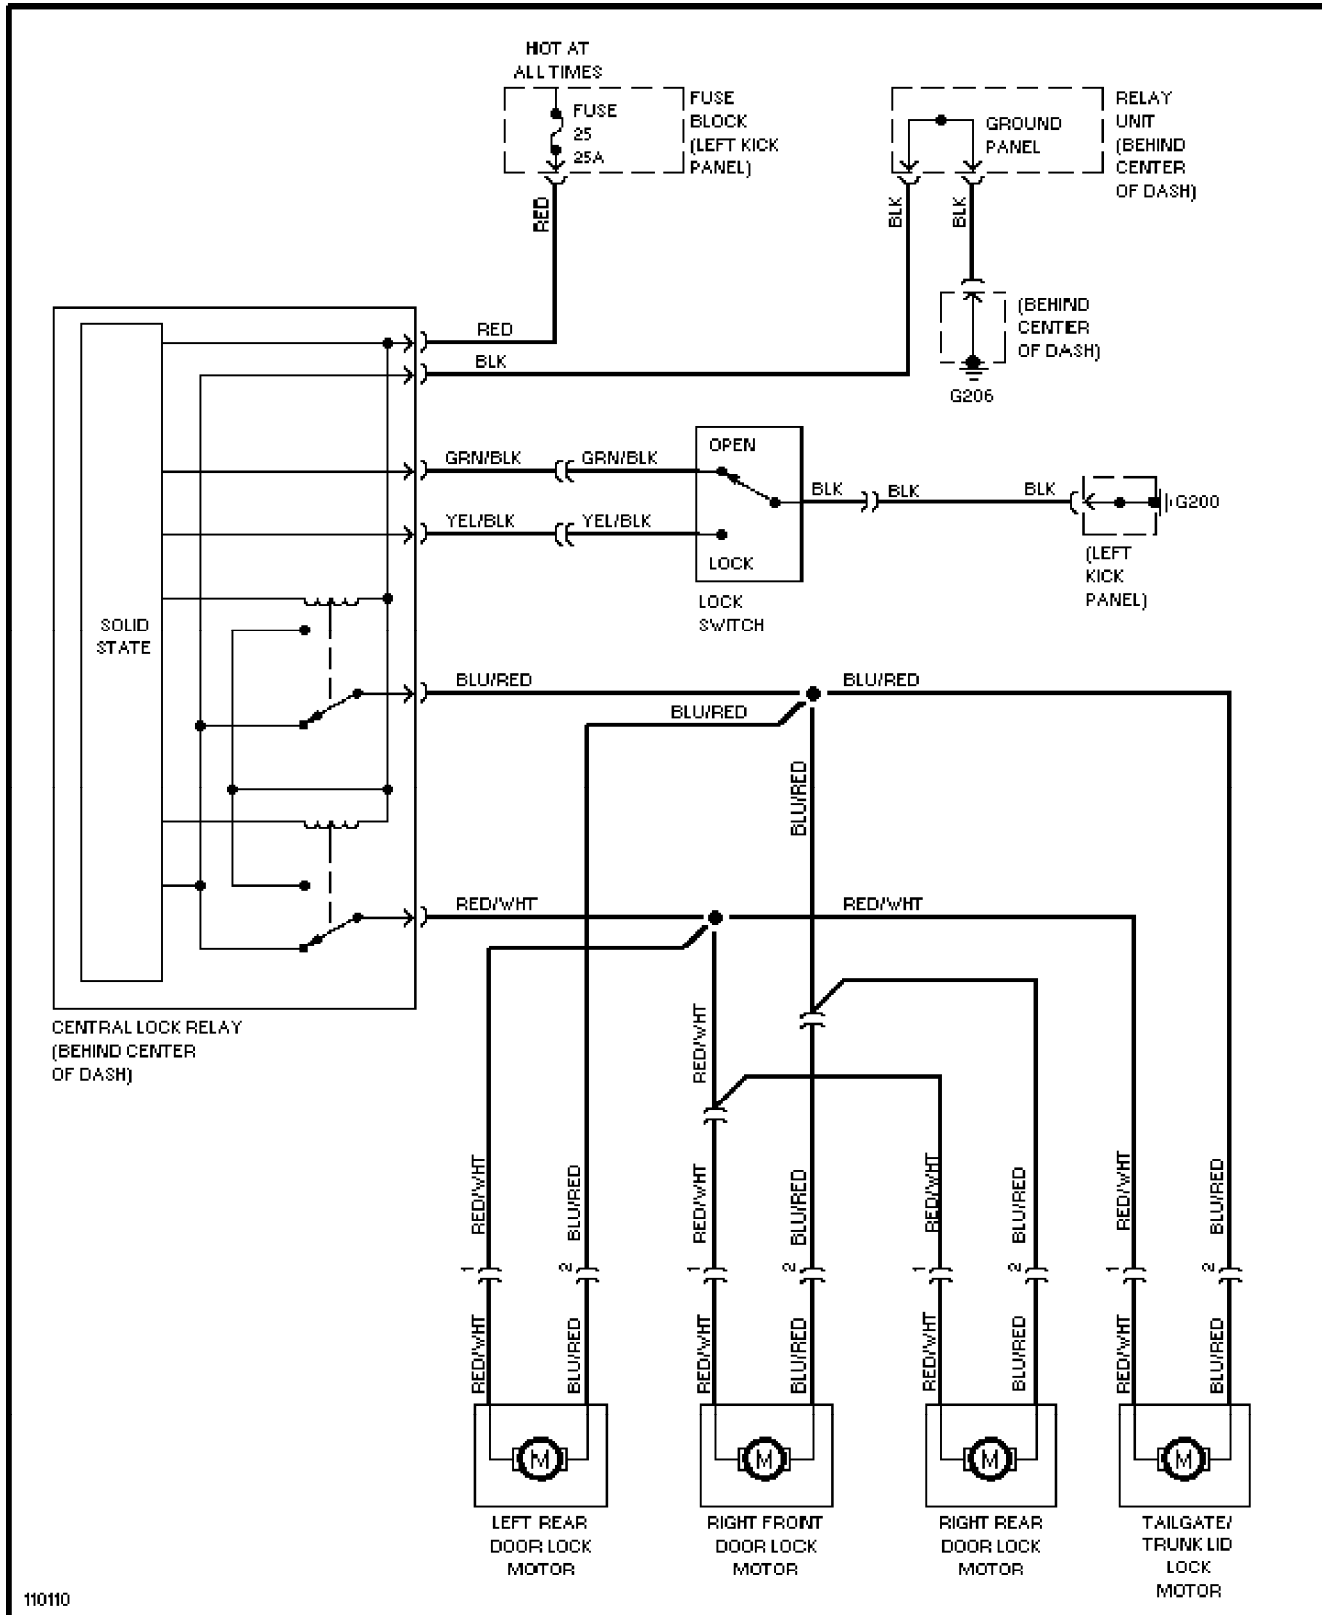 HOT AT
ALL TIMES
FUSE
25
25A
FUSE
BLOCK
(LEFT KICK
PANEL)
GROUND
PANEL
RELAY
UNIT
(BEHIND
CENTER
OF DASH)
RED
BLK
BLK
(BEHIND
CENTER
OF DASH)
G206
RED
BLK
GRN/BLK
GRN/BLK
YEL/BLK
YEL/BLK
OPEN
LOCK
LOCK
SWITCH
BLK
BLK
BLK
G200
(LEFT
KICK
PANEL)
SOLID
STATE
BLU/RED
BLU/RED
BLU/RED
BLU/RED
RED/WHT
RED/WHT
CENTRAL LOCK RELAY
(BEHIND CENTER
OF DASH)
RED/WHT
RED/WHT
BLU/RED
RED/WHT
BLU/RED
RED/WHT
BLU/RED
RED/WHT
BLU/RED
1
2
1
2
1
2
1
2
RED/WHT
BLU/RED
RED/WHT
BLU/RED
RED/WHT
BLU/RED
RED/WHT
BLU/RED
M
M
M
M
LEFT REAR
DOOR LOCK
MOTOR
RIGHT FRONT
DOOR LOCK
MOTOR
RIGHT REAR
DOOR LOCK
MOTOR
TAILGATE/
TRUNK LID
LOCK
MOTOR
110110